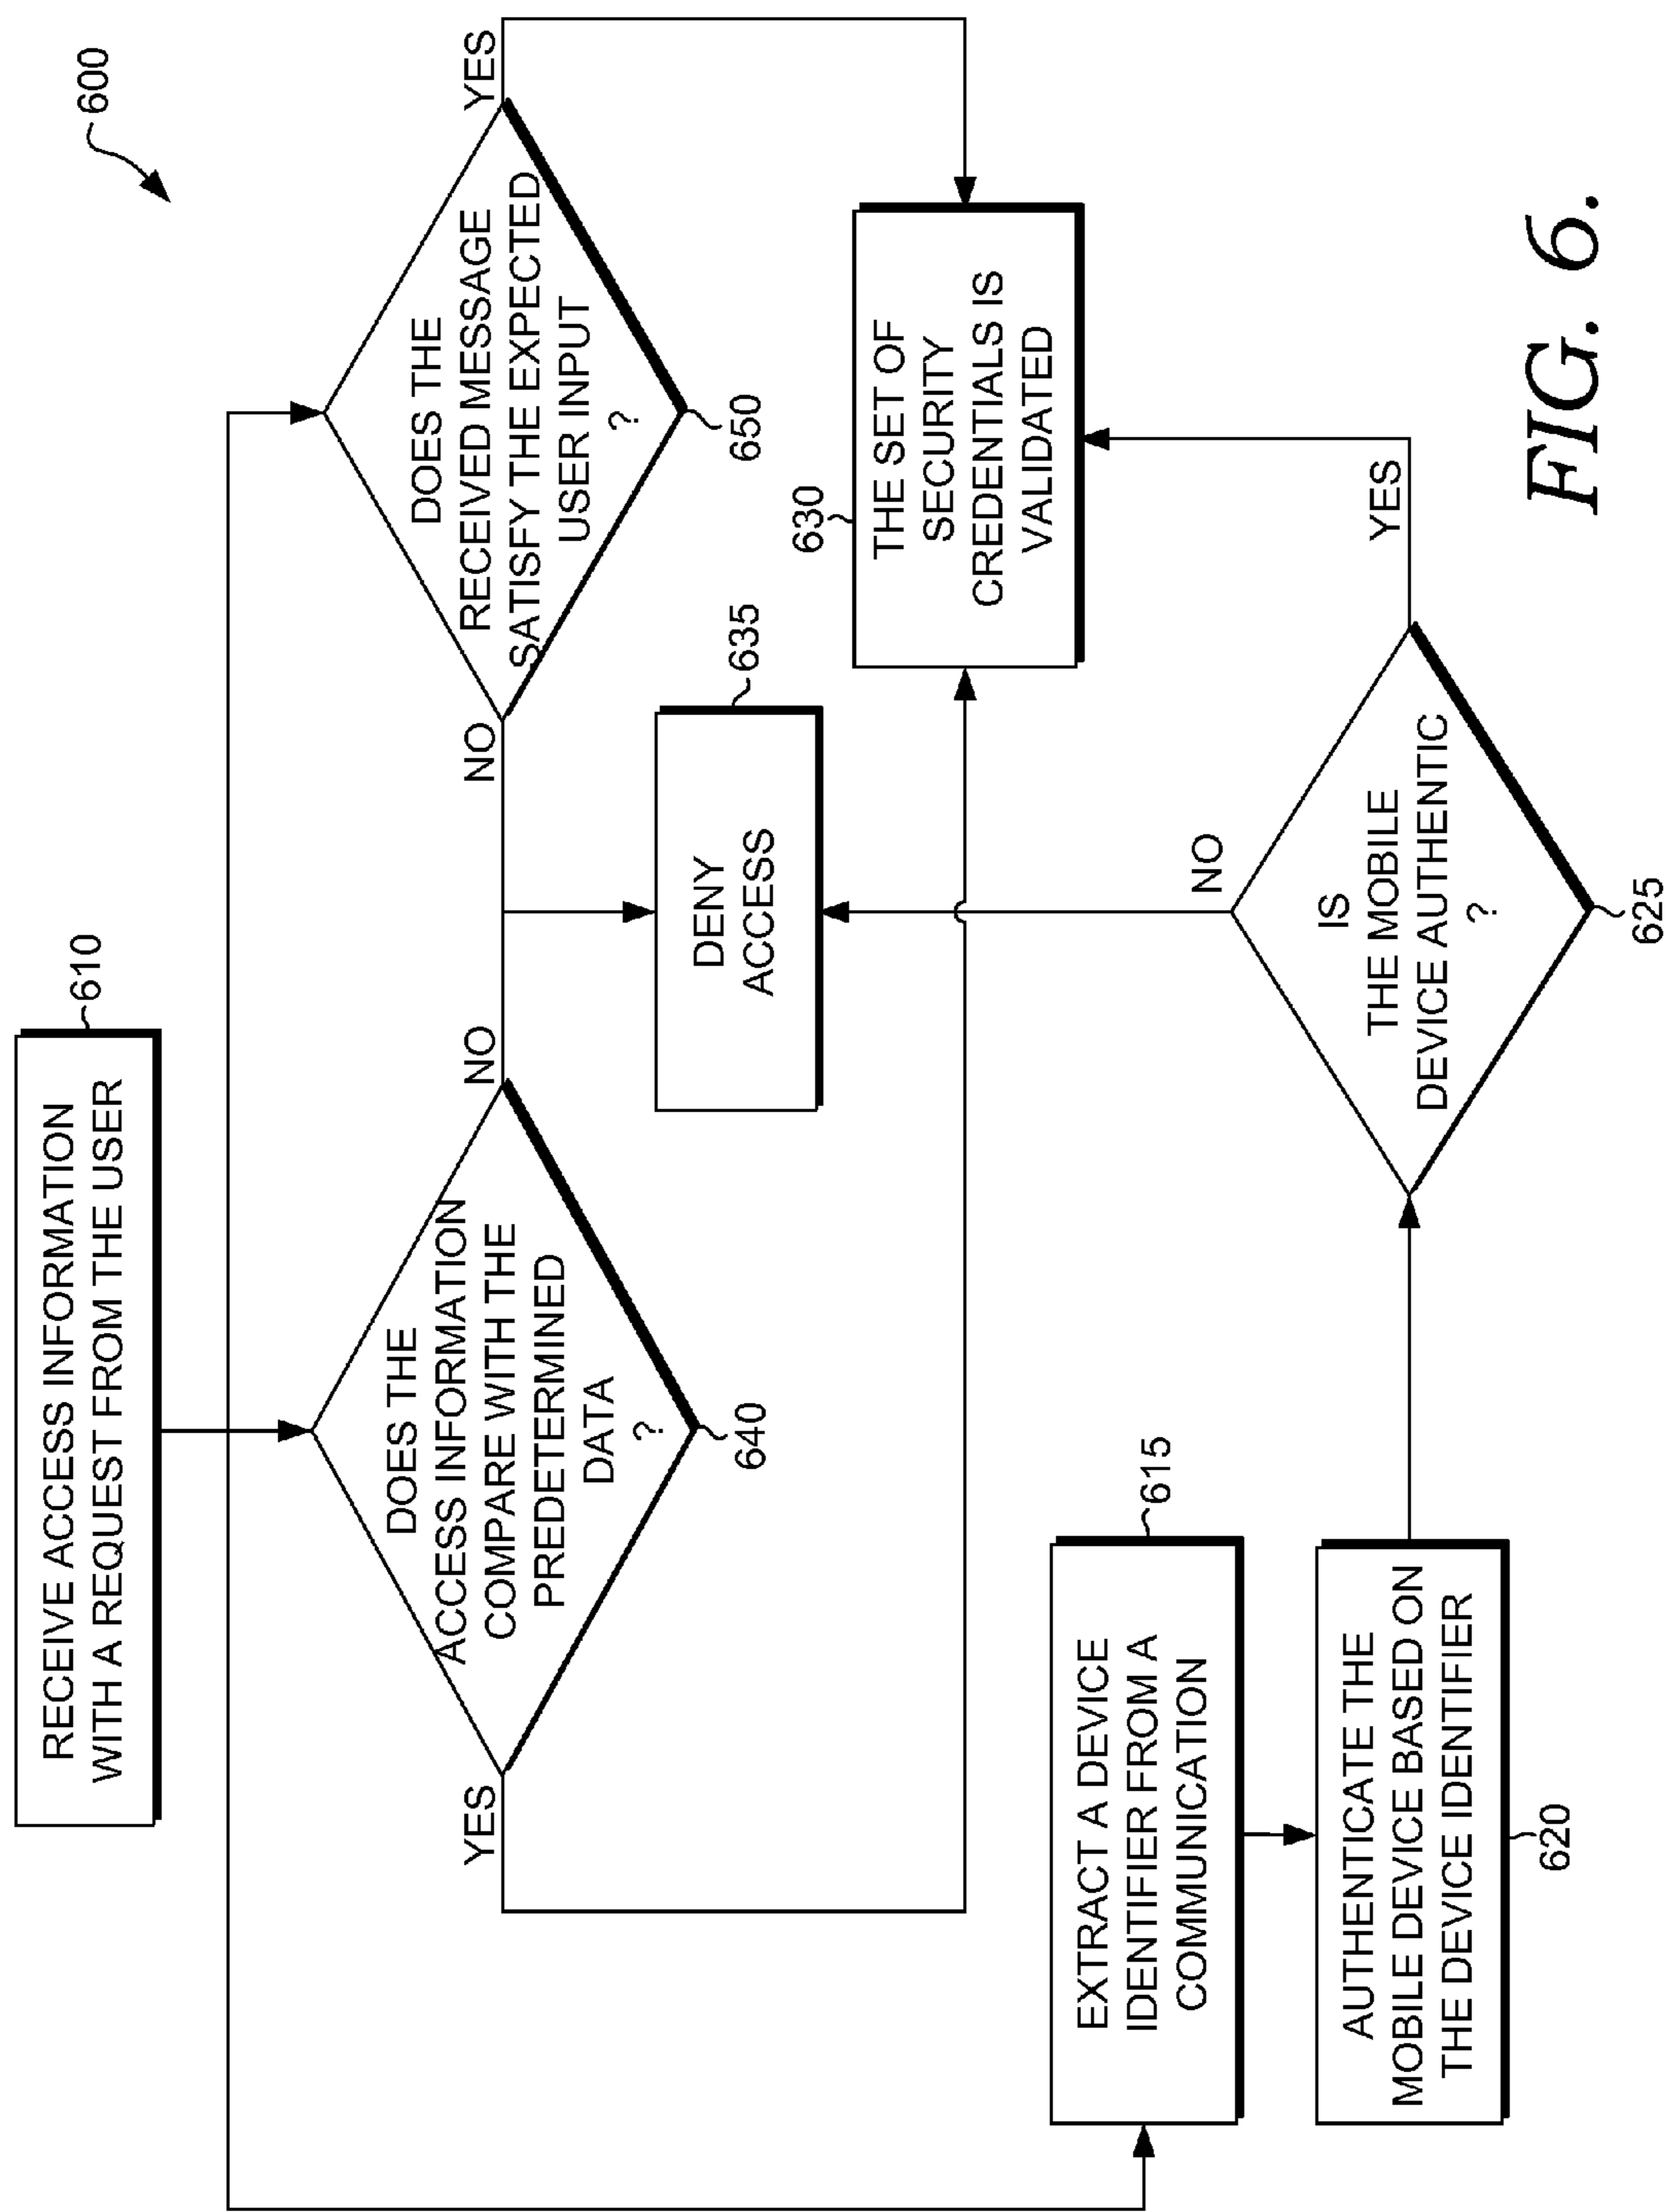 600
610
RECEIVE ACCESS INFORMATION
WITH A REQUEST FROM THE USER
DOES THE
ACCESS INFORMATION
COMPARE WITH THE
PREDETERMINED
DATA
?
640
YES
NO
DOES THE
RECEIVED MESSAGE
SATISFY THE EXPECTED
USER INPUT
?
650
NO
YES
635
DENY
ACCESS
630
THE SET OF
SECURITY
CREDENTIALS IS
VALIDATED
615
EXTRACT A DEVICE
IDENTIFIER FROM A
COMMUNICATION
AUTHENTICATE THE
MOBILE DEVICE BASED ON
THE DEVICE IDENTIFIER
620
IS
THE MOBILE
DEVICE AUTHENTIC
?
625
NO
YES
FIG. 6.